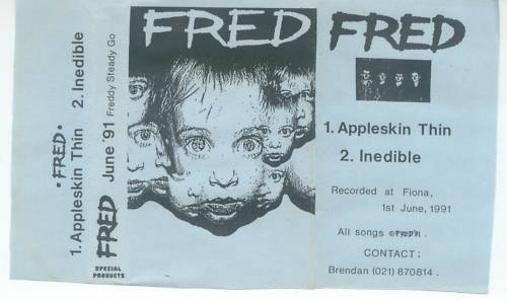 • FRED •
1. Appleskin Thin 2. Inedible
FRED June '91 Freddy Steady Go
SPECIAL
PRODUCTS
FRED
FRED
1. Appleskin Thin
2. Inedible
Recorded at Fiona,
1st June, 1991
All songs
CONTACT:
Brendan (021) 870814.